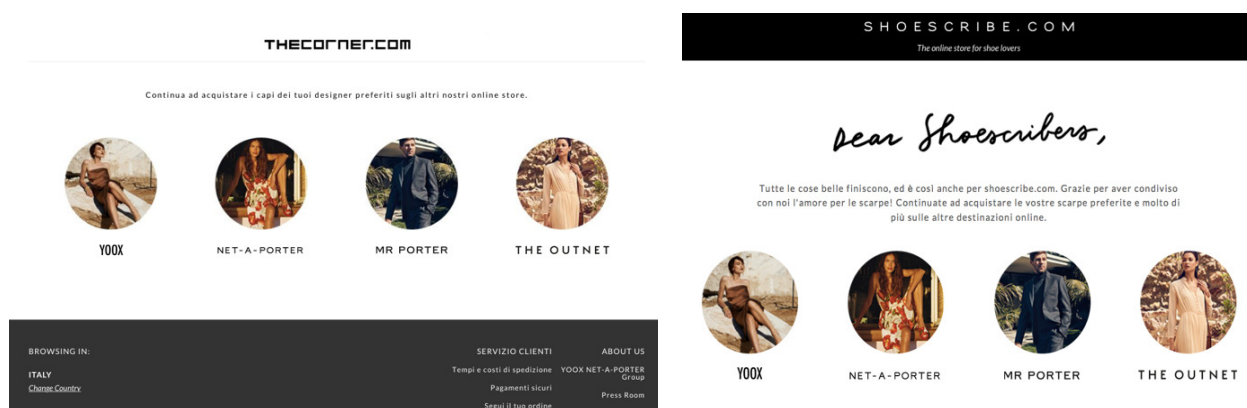 THECORNER.COM
Continua ad acquistare i capi dei tuoi designer preferiti sugli altri nostri online store.
YOOX
NET-A-PORTER
MR PORTER
THE OUTNET
BROWSING IN:
ITALY
Change Country
SERVIZIO CLIENTI
Tempi e costi di spedizione
Pagamenti sicuri
Segui il tuo ordine
ABOUT US
YOOX NET-A-PORTER
Group
Press Room
SHOESCRIBE.COM
The online store for shoe lovers
Dear Shoescribers,
Tutte le cose belle finiscono, ed è così anche per shoescribe.com. Grazie per aver condiviso
con noi l'amore per le scarpe! Continuate ad acquistare le vostre scarpe preferite e molto di
più sulle altre destinazioni online.
YOOX
NET-A-PORTER
MR PORTER
THE OUTNET